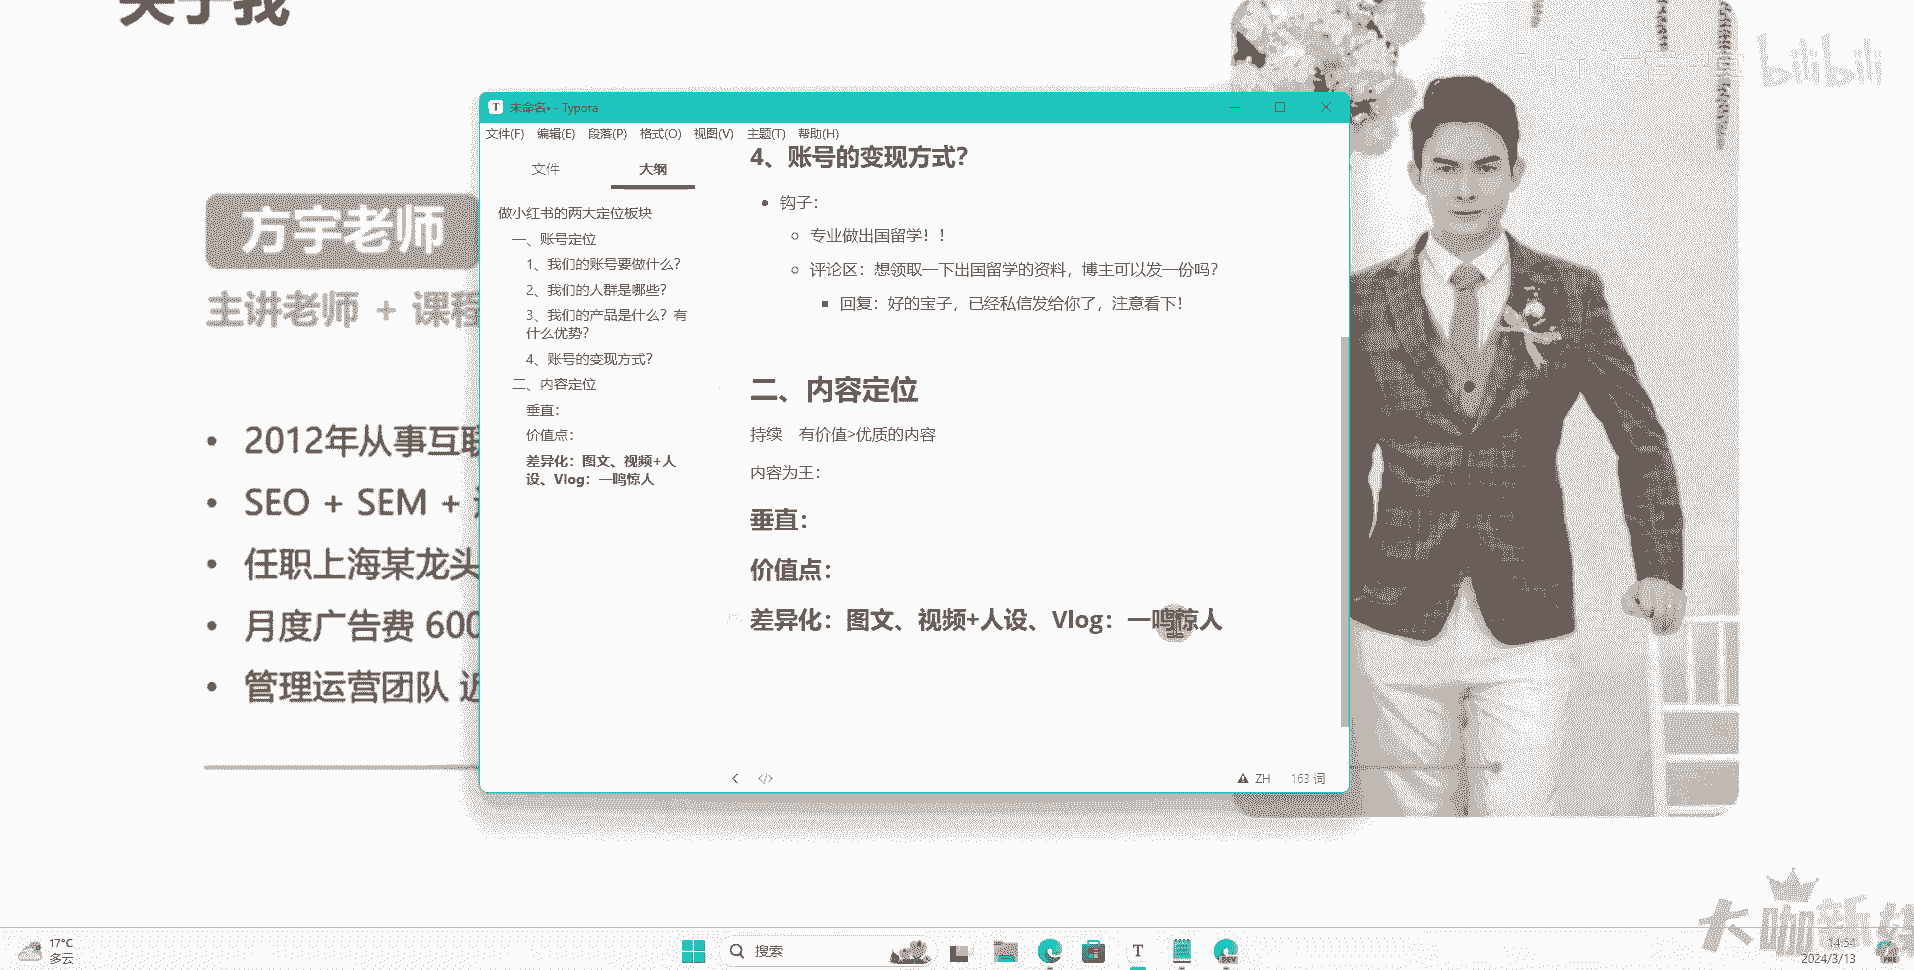 关于我
bilibili
方宇老师
主讲老师 + 课程
• 2012年从事互联
• SEO + SEM +
• 任职上海某龙头
• 月度广告费 600
• 管理运营团队 近
未命名• - Typora
文件(F) 编辑(E) 段落(P) 格式(O) 视图(V) 主题(T) 帮助(H)
文件 大纲
做小红书的两大定位板块
一、账号定位
1、我们的账号要做什么？
2、我们的人群是哪些？
3、我们的产品是什么？有
什么优势？
4、账号的变现方式？
二、内容定位
垂直：
价值点：
差异化：图文、视频+人
设、Vlog：一鸣惊人
4、账号的变现方式？
• 钩子：
○ 专业做出国留学！！
○ 评论区：想领取一下出国留学的资料，博主可以发一份吗？
▪ 回复：好的宝子，已经私信发给你了，注意看下！
二、内容定位
持续 有价值>优质的内容
内容为王：
垂直：
价值点：
差异化：图文、视频+人设、Vlog：一鸣惊人
ZH 163 词
大咖新媒
17°C
多云
搜索
14:54
2024/3/13